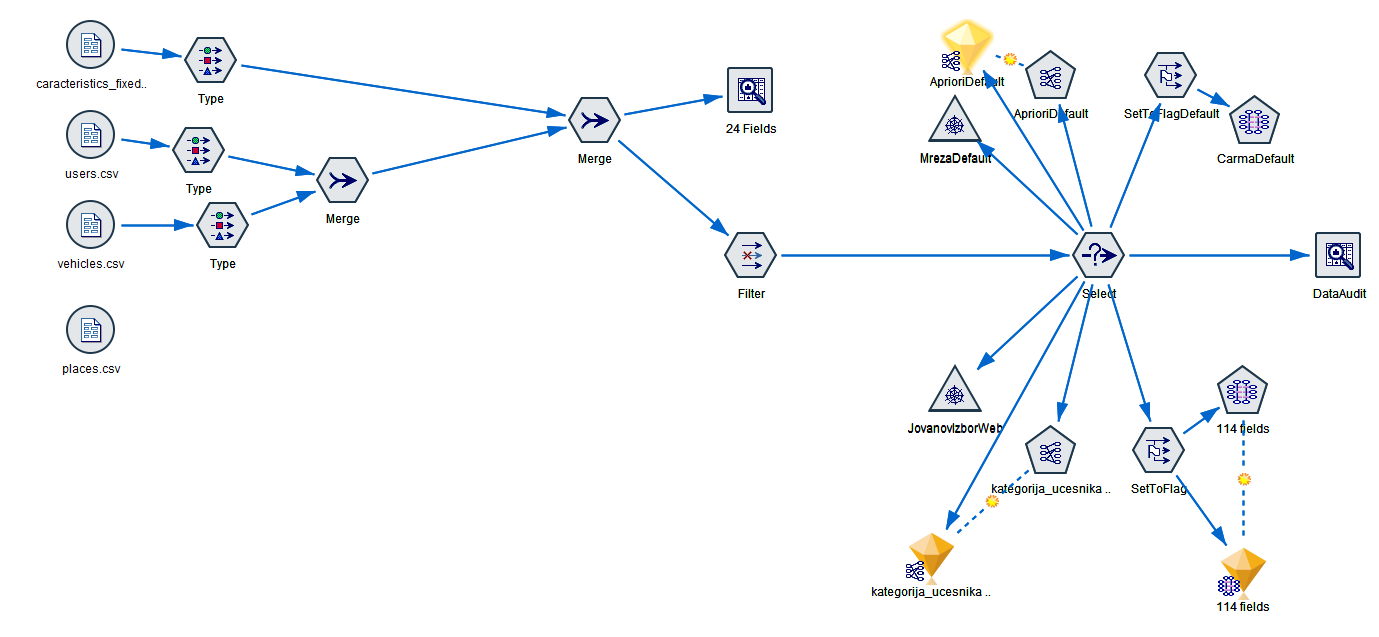 caracteristics_fixed..
Type
users.csv
Type
vehicles.csv
Type
places.csv
Merge
Merge
24 Fields
Filter
AprioriDefault
AprioriDefault
MrezaDefault
SetToFlagDefault
CarmaDefault
Select
DataAudit
JovanovIzborWeb
kategorija_ucesnika ..
kategorija_ucesnika ..
SetToFlag
114 fields
114 fields